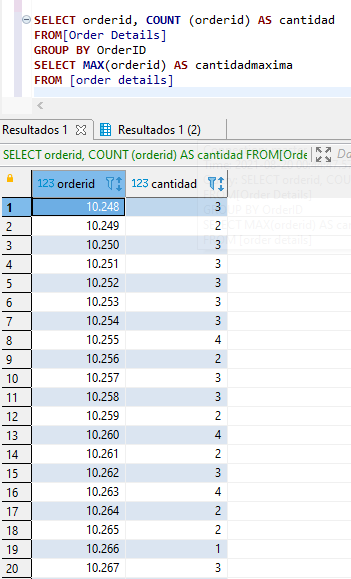 SELECT orderid, COUNT (orderid) AS cantidad
FROM[Order Details]
GROUP BY OrderID
SELECT MAX(orderid) AS cantidadmaxima
FROM [order details]
Resultados 1 Resultados 1 (2)
SELECT orderid, COUNT (orderid) AS cantidad FROM[Orde
123 orderid 123 cantidad
1 10.248 3
2 10.249 2
3 10.250 3
4 10.251 3
5 10.252 3
6 10.253 3
7 10.254 3
8 10.255 4
9 10.256 2
10 10.257 3
11 10.258 3
12 10.259 2
13 10.260 4
14 10.261 2
15 10.262 3
16 10.263 4
17 10.264 2
18 10.265 2
19 10.266 1
20 10.267 3